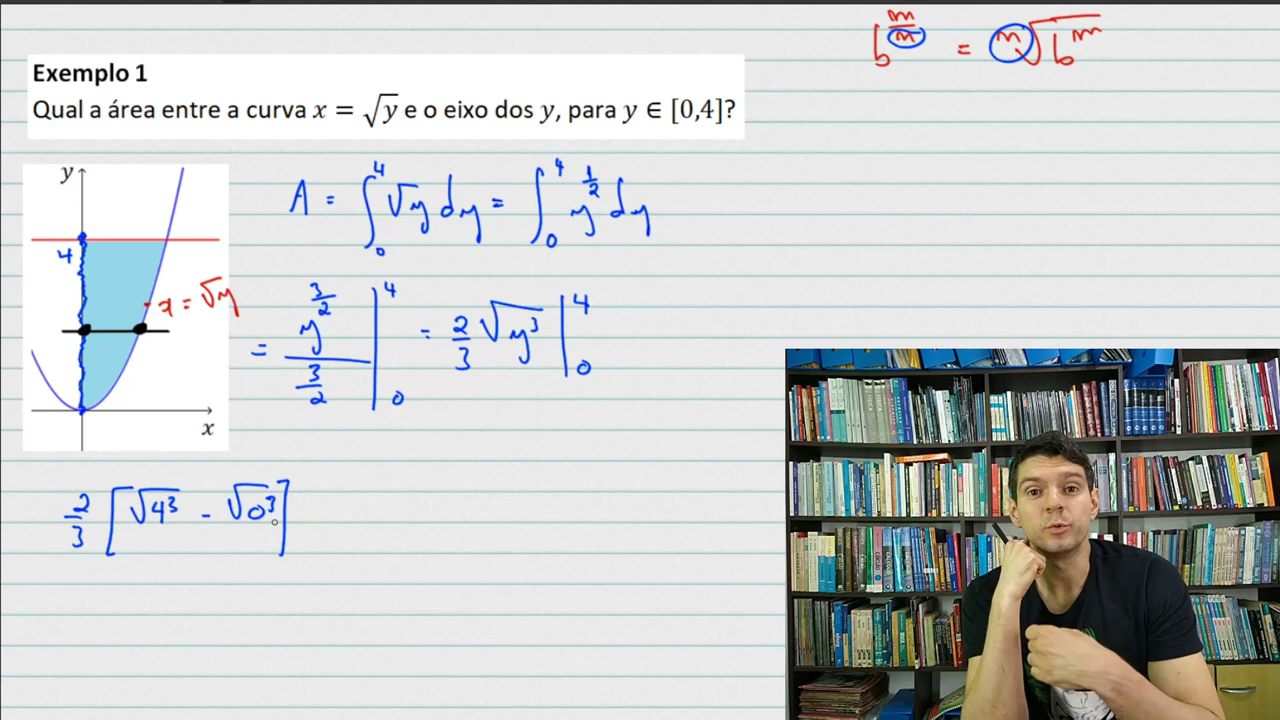 b^{m/n} = ⁿ√b^m
Exemplo 1
Qual a área entre a curva x = √y e o eixo dos y, para y ∈ [0,4]?
y
4
x = √y
x
A = ∫₀⁴ √y dy = ∫₀⁴ y^{1/2} dy
= y^{3/2} / (3/2) |₀⁴ = 2/3 √y³ |₀⁴
2/3 [√4³ - √0³]